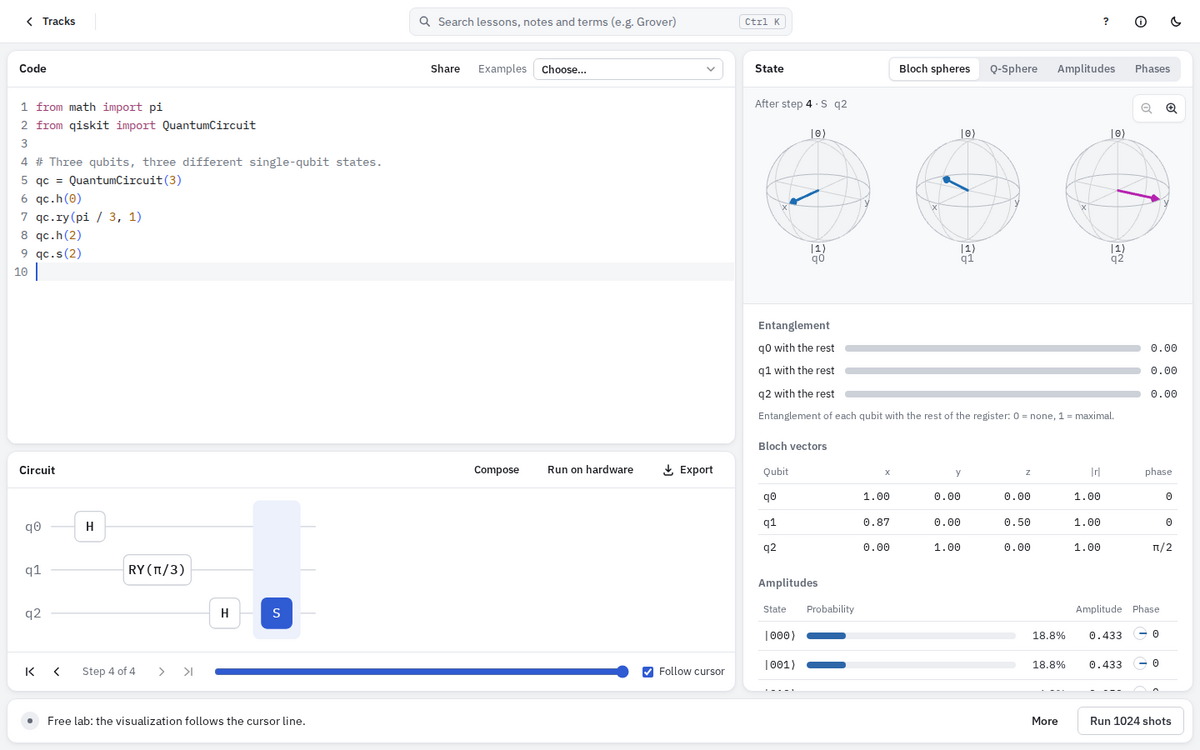 Tracks
Search lessons, notes and terms (e.g. Grover) Ctrl K
?
Code Share Examples Choose...
1 from math import pi
2 from qiskit import QuantumCircuit
3
4 # Three qubits, three different single-qubit states.
5 qc = QuantumCircuit(3)
6 qc.h(0)
7 qc.ry(pi / 3, 1)
8 qc.h(2)
9 qc.s(2)
10
Circuit Compose Run on hardware Export
q0 H
q1 RY(π/3)
q2 H S
Step 4 of 4 Follow cursor
State Bloch spheres Q-Sphere Amplitudes Phases
After step 4 · S q2
|0⟩ |0⟩ |0⟩
x y x y x y
|1⟩ |1⟩ |1⟩
q0 q1 q2
Entanglement
q0 with the rest 0.00
q1 with the rest 0.00
q2 with the rest 0.00
Entanglement of each qubit with the rest of the register: 0 = none, 1 = maximal.
Bloch vectors
Qubit x y z |r| phase
q0 1.00 0.00 0.00 1.00 0
q1 0.87 0.00 0.50 1.00 0
q2 0.00 1.00 0.00 1.00 π/2
Amplitudes
State Probability Amplitude Phase
|000⟩ 18.8% 0.433 0
|001⟩ 18.8% 0.433 0
Free lab: the visualization follows the cursor line. More Run 1024 shots